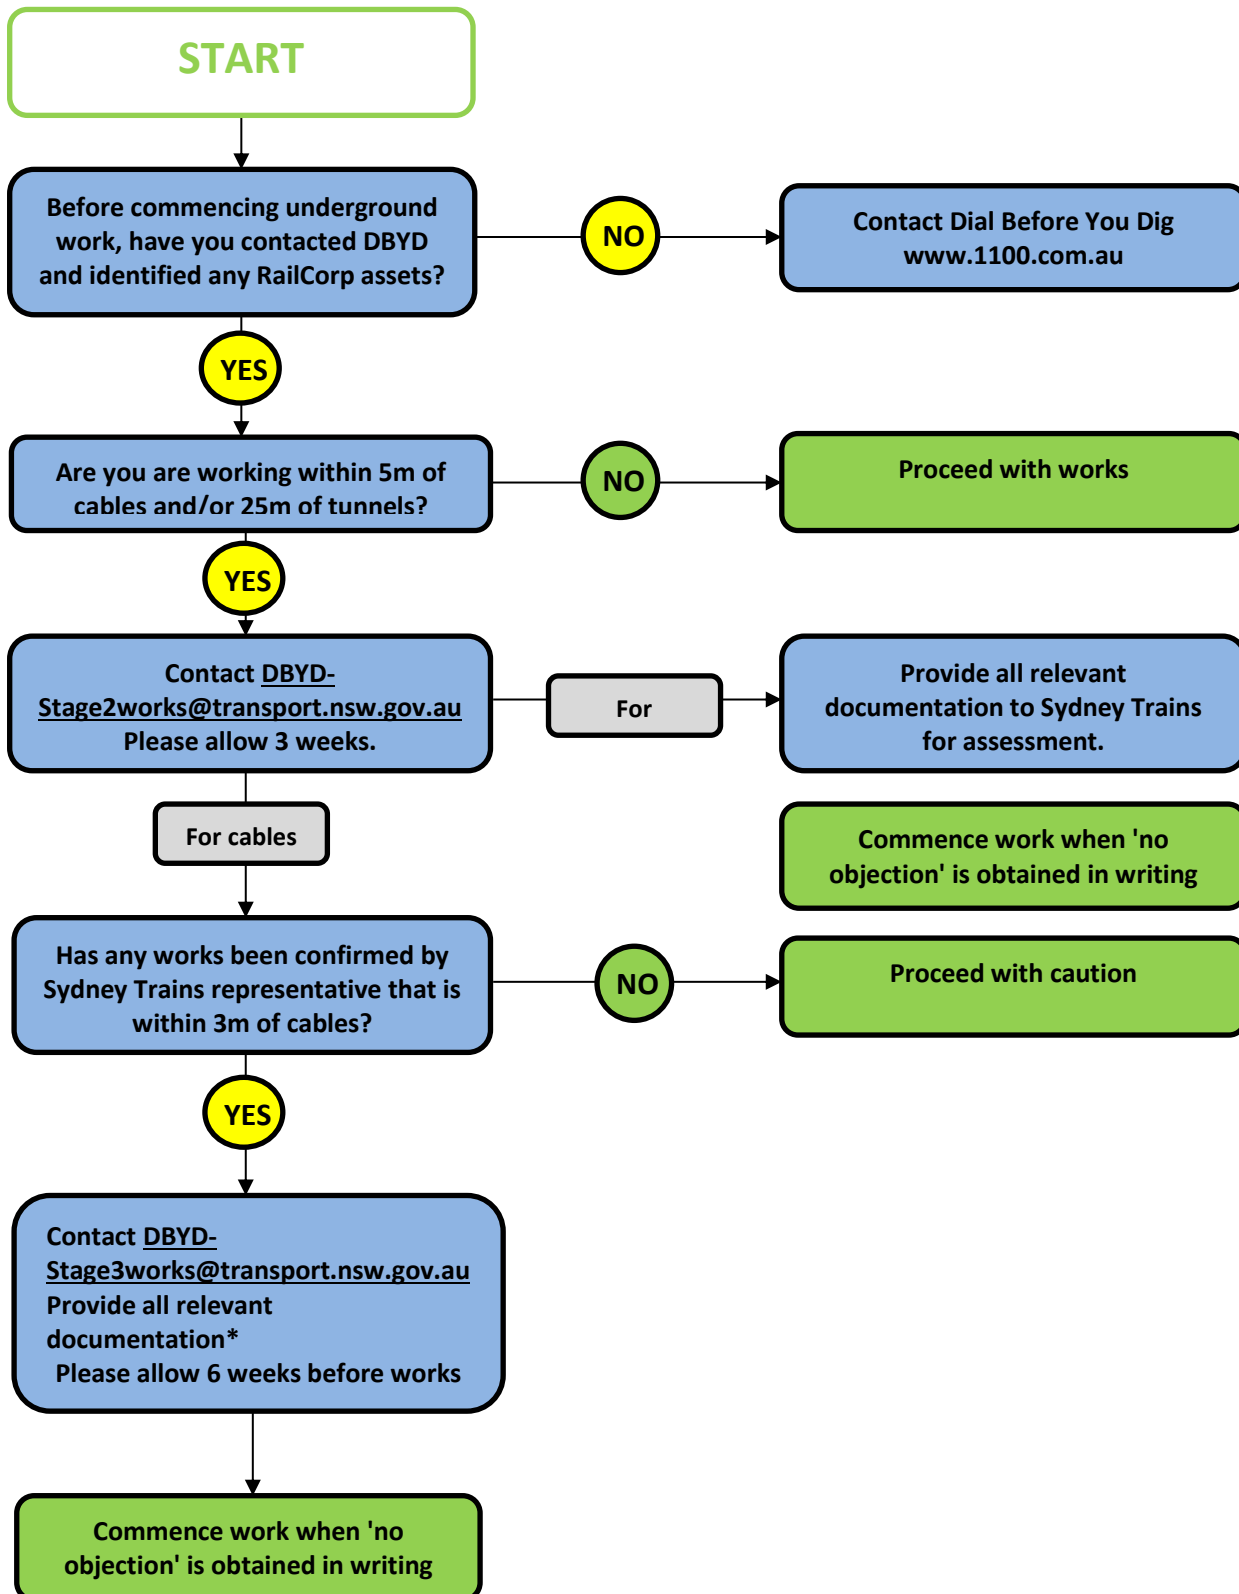 START
Before commencing underground
work, have you contacted DBYD
and identified any RailCorp assets?
NO
Contact Dial Before You Dig
www.1100.com.au
YES
Are you are working within 5m of
cables and/or 25m of tunnels?
NO
Proceed with works
YES
Contact DBYD-
Stage2works@transport.nsw.gov.au
Please allow 3 weeks.
For
Provide all relevant
documentation to Sydney Trains
for assessment.
For cables
Commence work when 'no
objection' is obtained in writing
Has any works been confirmed by
Sydney Trains representative that is
within 3m of cables?
NO
Proceed with caution
YES
Contact DBYD-
Stage3works@transport.nsw.gov.au
Provide all relevant
documentation*
Please allow 6 weeks before works
Commence work when 'no
objection' is obtained in writing